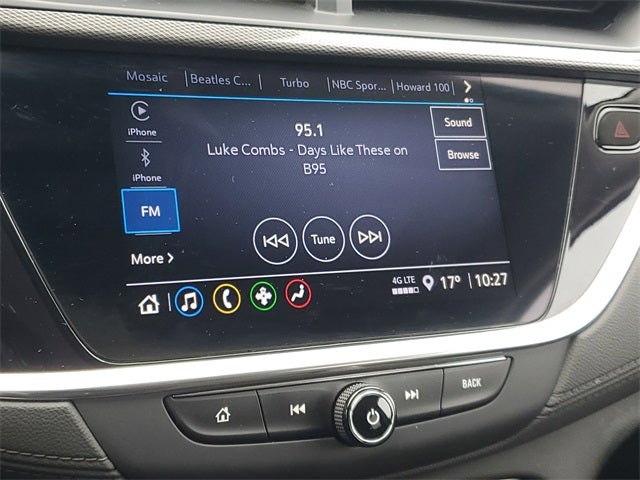 Mosaic
Beatles C...
Turbo
NBC Spor...
Howard 100
iPhone
iPhone
FM
More
95.1
Luke Combs - Days Like These on
B95
Tune
Sound
Browse
4G LTE
17°
10:27
BACK